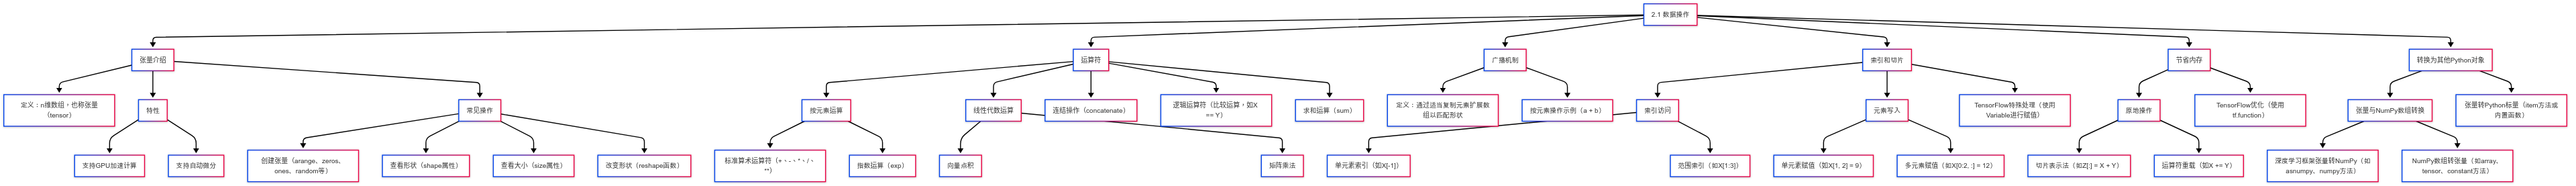 2.1 数据操作
张量介绍
运算符
广播机制
索引和切片
节省内存
转换为其他Python对象
定义：n维数组，也称张量
（tensor）
特性
常见操作
按元素运算
线性代数运算
连结操作（concatenate）
逻辑运算符（比较运算，如X
== Y）
求和运算（sum）
定义：通过适当复制元素扩展数
组以匹配形状
按元素操作示例（a + b）
索引访问
元素写入
TensorFlow特殊处理（使用
Variable进行赋值）
原地操作
TensorFlow优化（使用
tf.function）
张量与NumPy数组转换
张量转Python标量（item方法或
内置函数）
支持GPU加速计算
支持自动微分
创建张量（arange、zeros、
ones、random等）
查看形状（shape属性）
查看大小（size属性）
改变形状（reshape函数）
标准算术运算符（+、-、*、/、
**）
指数运算（exp）
向量点积
矩阵乘法
单元素索引（如X[-1]）
范围索引（如X[1:3]）
单元素赋值（如X[1, 2] = 9）
多元素赋值（如X[0:2, :] = 12）
切片表示法（如Z[:] = X + Y）
运算符重载（如X += Y）
深度学习框架张量转NumPy（如
asnumpy、numpy方法）
NumPy数组转张量（如array、
tensor、constant方法）